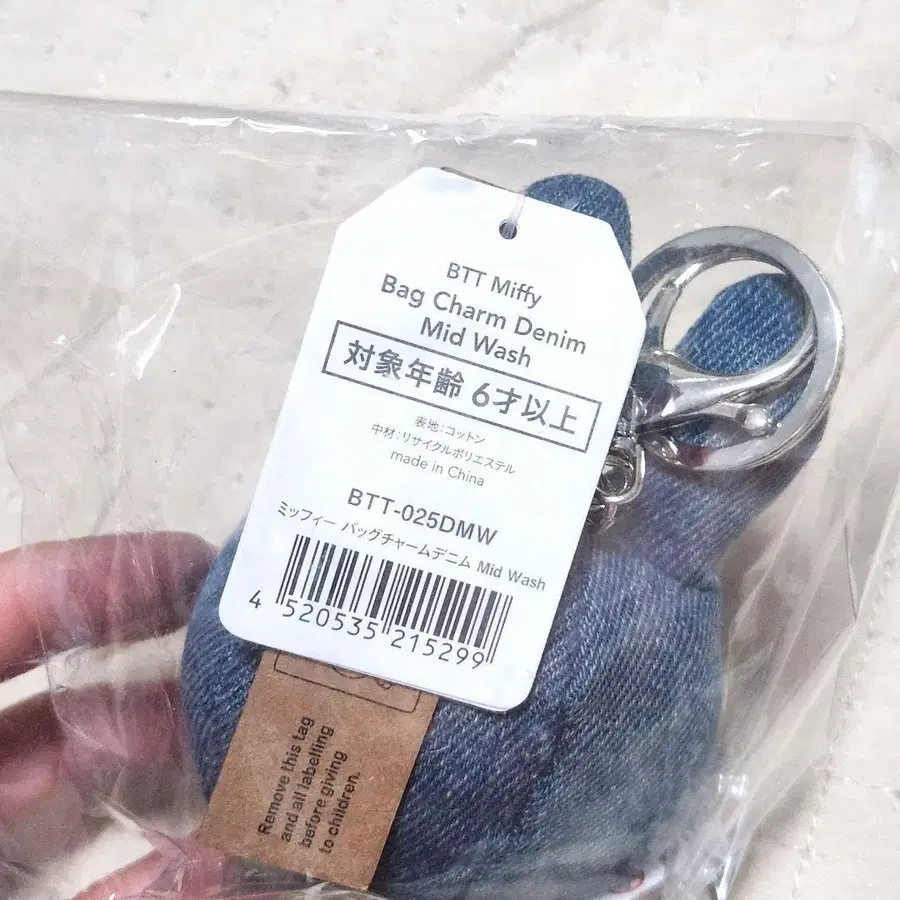 BTT Miffy
Bag Charm Denim
Mid Wash
対象年齢 6才以上
表地:コットン
中材:リサイクルポリエステル
made in China
BTT-025DMW
ミッフィー バッグチャームデニム Mid Wash
4 520535 215299
Remove this tag
and all labelling
before giving
to children.